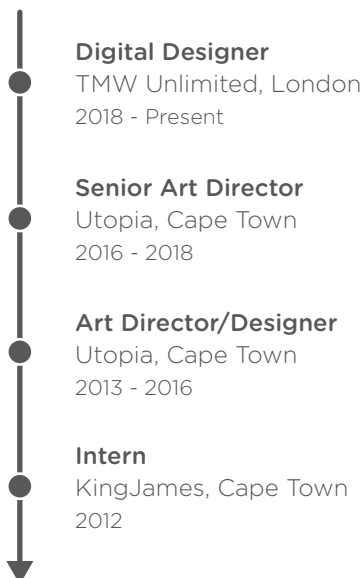 Digital Designer
TMW Unlimited, London
2018 - Present
Senior Art Director
Utopia, Cape Town
2016 - 2018
Art Director/Designer
Utopia, Cape Town
2013 - 2016
Intern
KingJames, Cape Town
2012